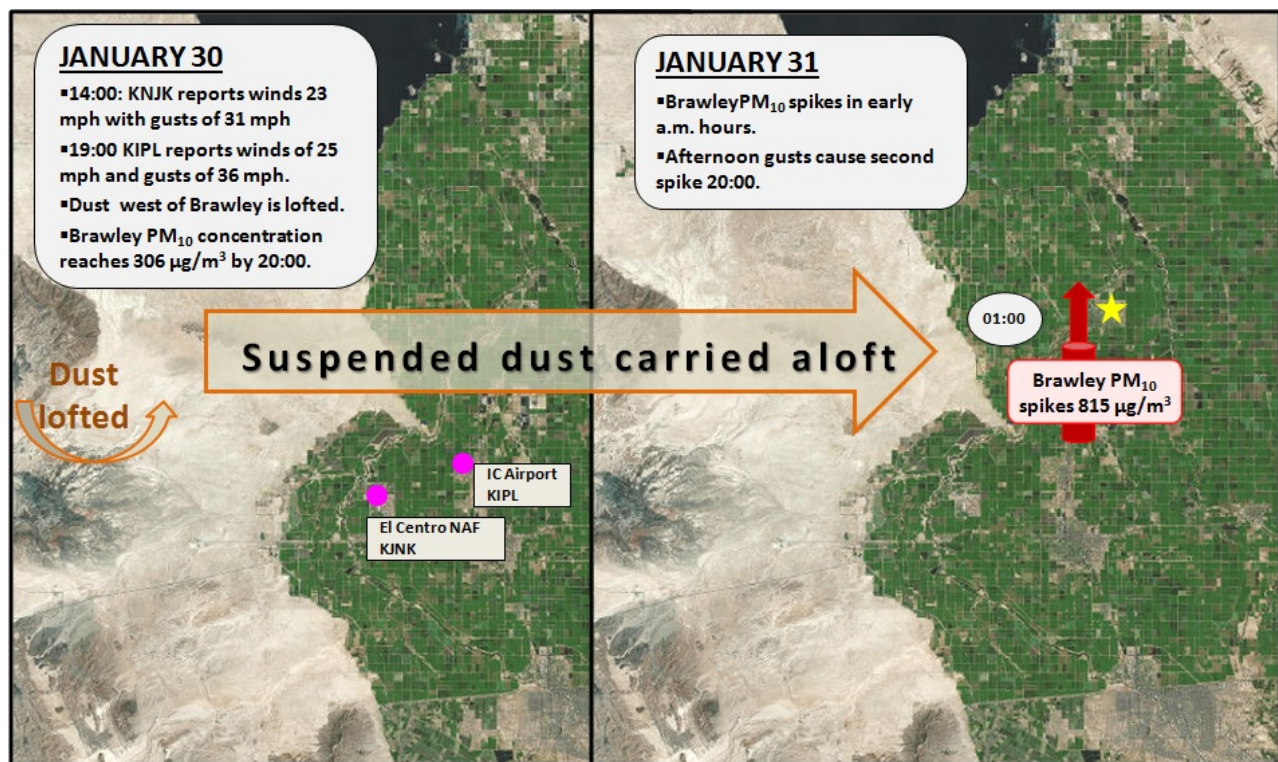 JANUARY 30
▪14:00: KNJK reports winds 23
mph with gusts of 31 mph
▪19:00 KIPL reports winds of 25
mph and gusts of 36 mph.
▪Dust west of Brawley is lofted.
▪Brawley PM₁₀ concentration
reaches 306 µg/m³ by 20:00.
JANUARY 31
▪BrawleyPM₁₀ spikes in early
a.m. hours.
▪Afternoon gusts cause second
spike 20:00.
Suspended dust carried aloft
Dust
lofted
01:00
Brawley PM₁₀
spikes 815 µg/m³
IC Airport
KIPL
El Centro NAF
KJNK